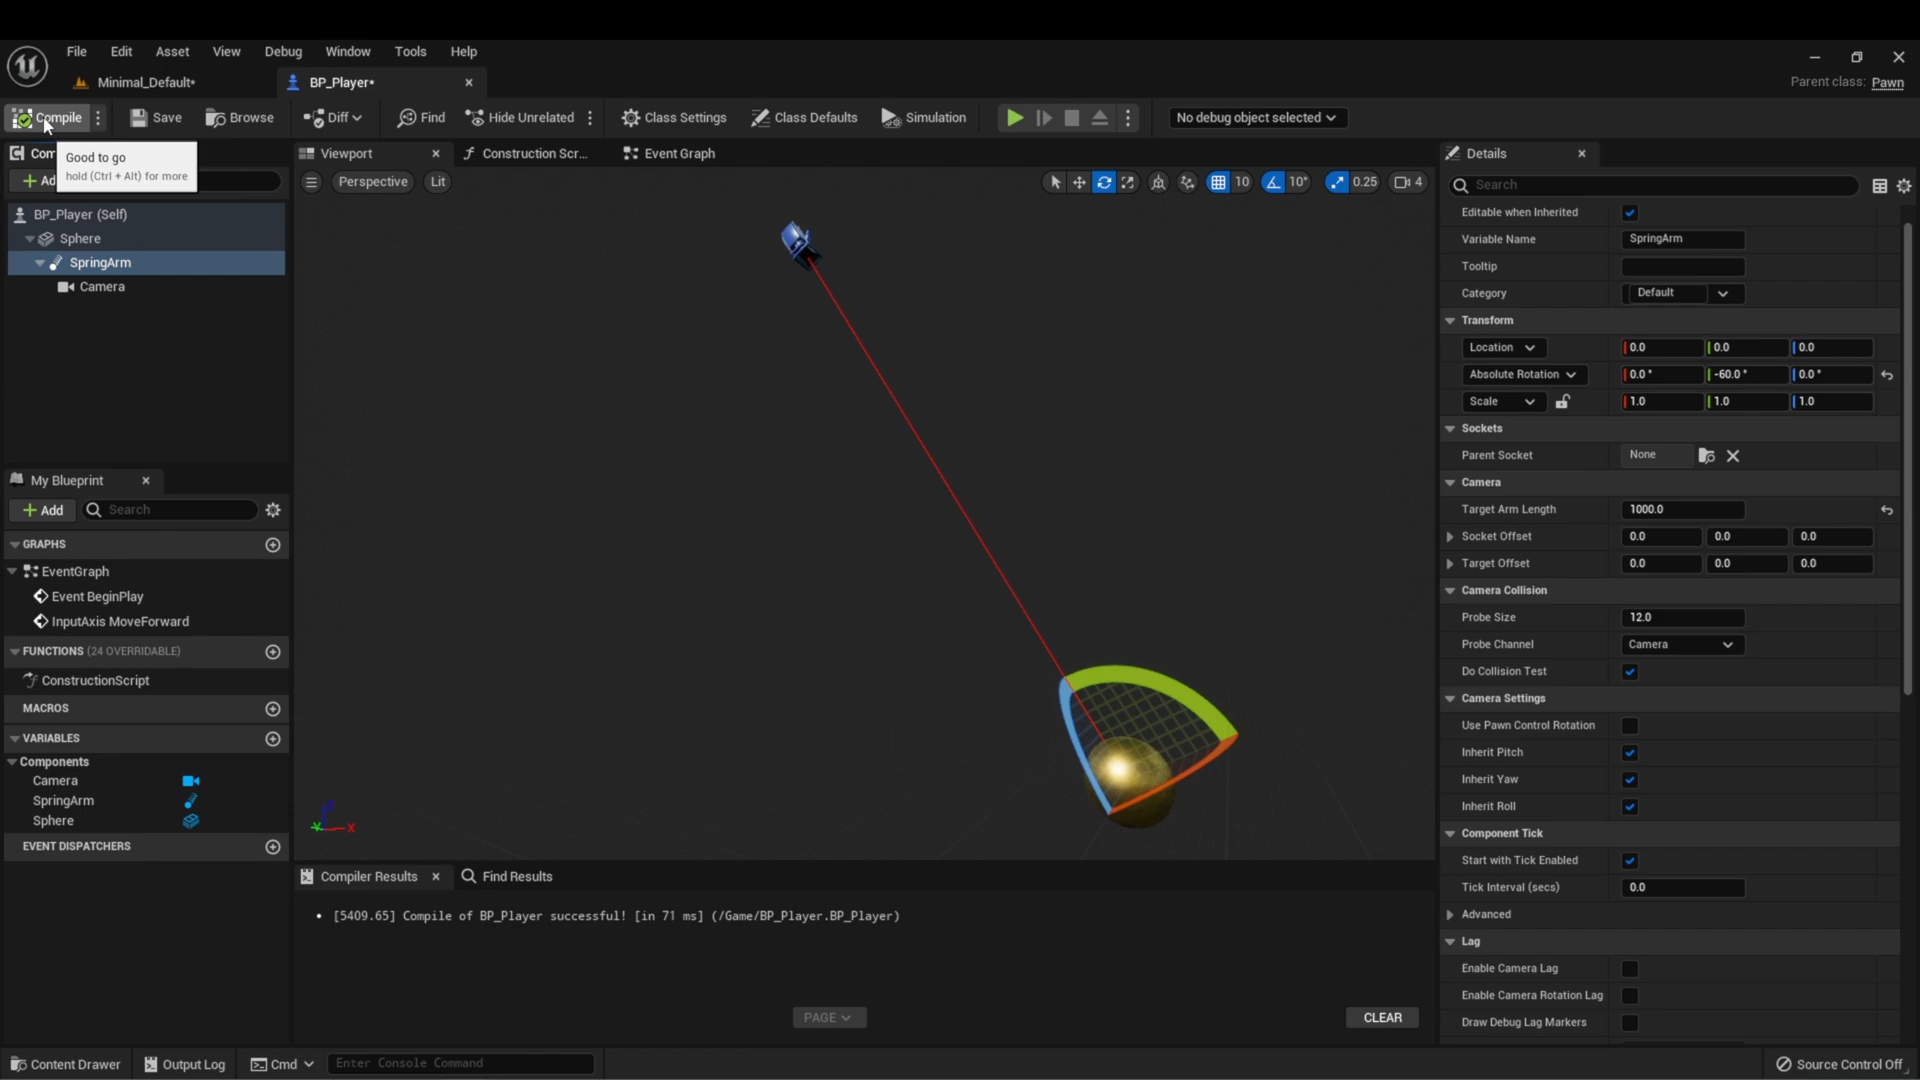 File Edit Asset View Debug Window Tools Help
Minimal_Default*
BP_Player*
Parent class: Pawn
Compile
Save
Browse
Diff
Find
Hide Unrelated
Class Settings
Class Defaults
Simulation
No debug object selected
Com
Good to go
hold (Ctrl + Alt) for more
Ad
BP_Player (Self)
Sphere
SpringArm
Camera
My Blueprint
Add
Search
GRAPHS
EventGraph
Event BeginPlay
InputAxis MoveForward
FUNCTIONS (24 OVERRIDABLE)
ConstructionScript
MACROS
VARIABLES
Components
Camera
SpringArm
Sphere
EVENT DISPATCHERS
Viewport
Construction Scr...
Event Graph
Perspective
Lit
10
10°
0.25
4
X
Y
Z
Compiler Results
Find Results
• [5409.65] Compile of BP_Player successful! [in 71 ms] (/Game/BP_Player.BP_Player)
PAGE
CLEAR
Details
Search
Editable when Inherited
Variable Name SpringArm
Tooltip
Category Default
Transform
Location 0.0 0.0 0.0
Absolute Rotation 0.0° -60.0° 0.0°
Scale 1.0 1.0 1.0
Sockets
Parent Socket None
Camera
Target Arm Length 1000.0
Socket Offset 0.0 0.0 0.0
Target Offset 0.0 0.0 0.0
Camera Collision
Probe Size 12.0
Probe Channel Camera
Do Collision Test
Camera Settings
Use Pawn Control Rotation
Inherit Pitch
Inherit Yaw
Inherit Roll
Component Tick
Start with Tick Enabled
Tick Interval (secs) 0.0
Advanced
Lag
Enable Camera Lag
Enable Camera Rotation Lag
Draw Debug Lag Markers
Content Drawer
Output Log
Cmd
Enter Console Command
Source Control Off